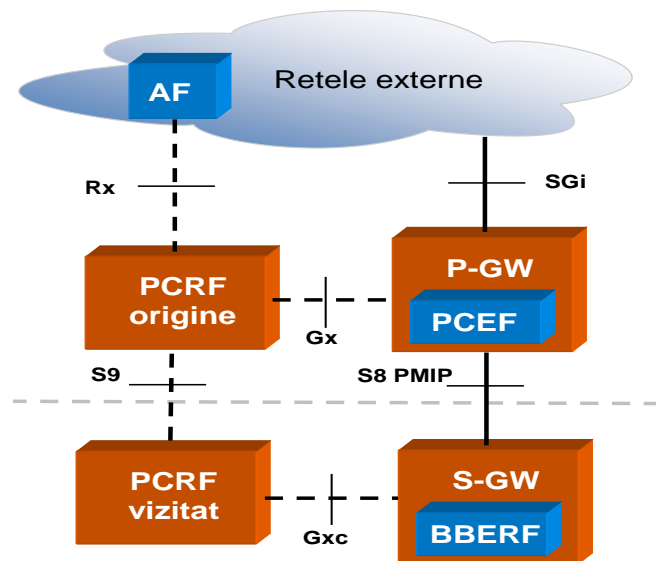 AF
Retele externe
Rx
SGi
PCRF
origine
P-GW
PCEF
Gx
S9
S8 PMIP
PCRF
vizitat
S-GW
BBERF
Gxc